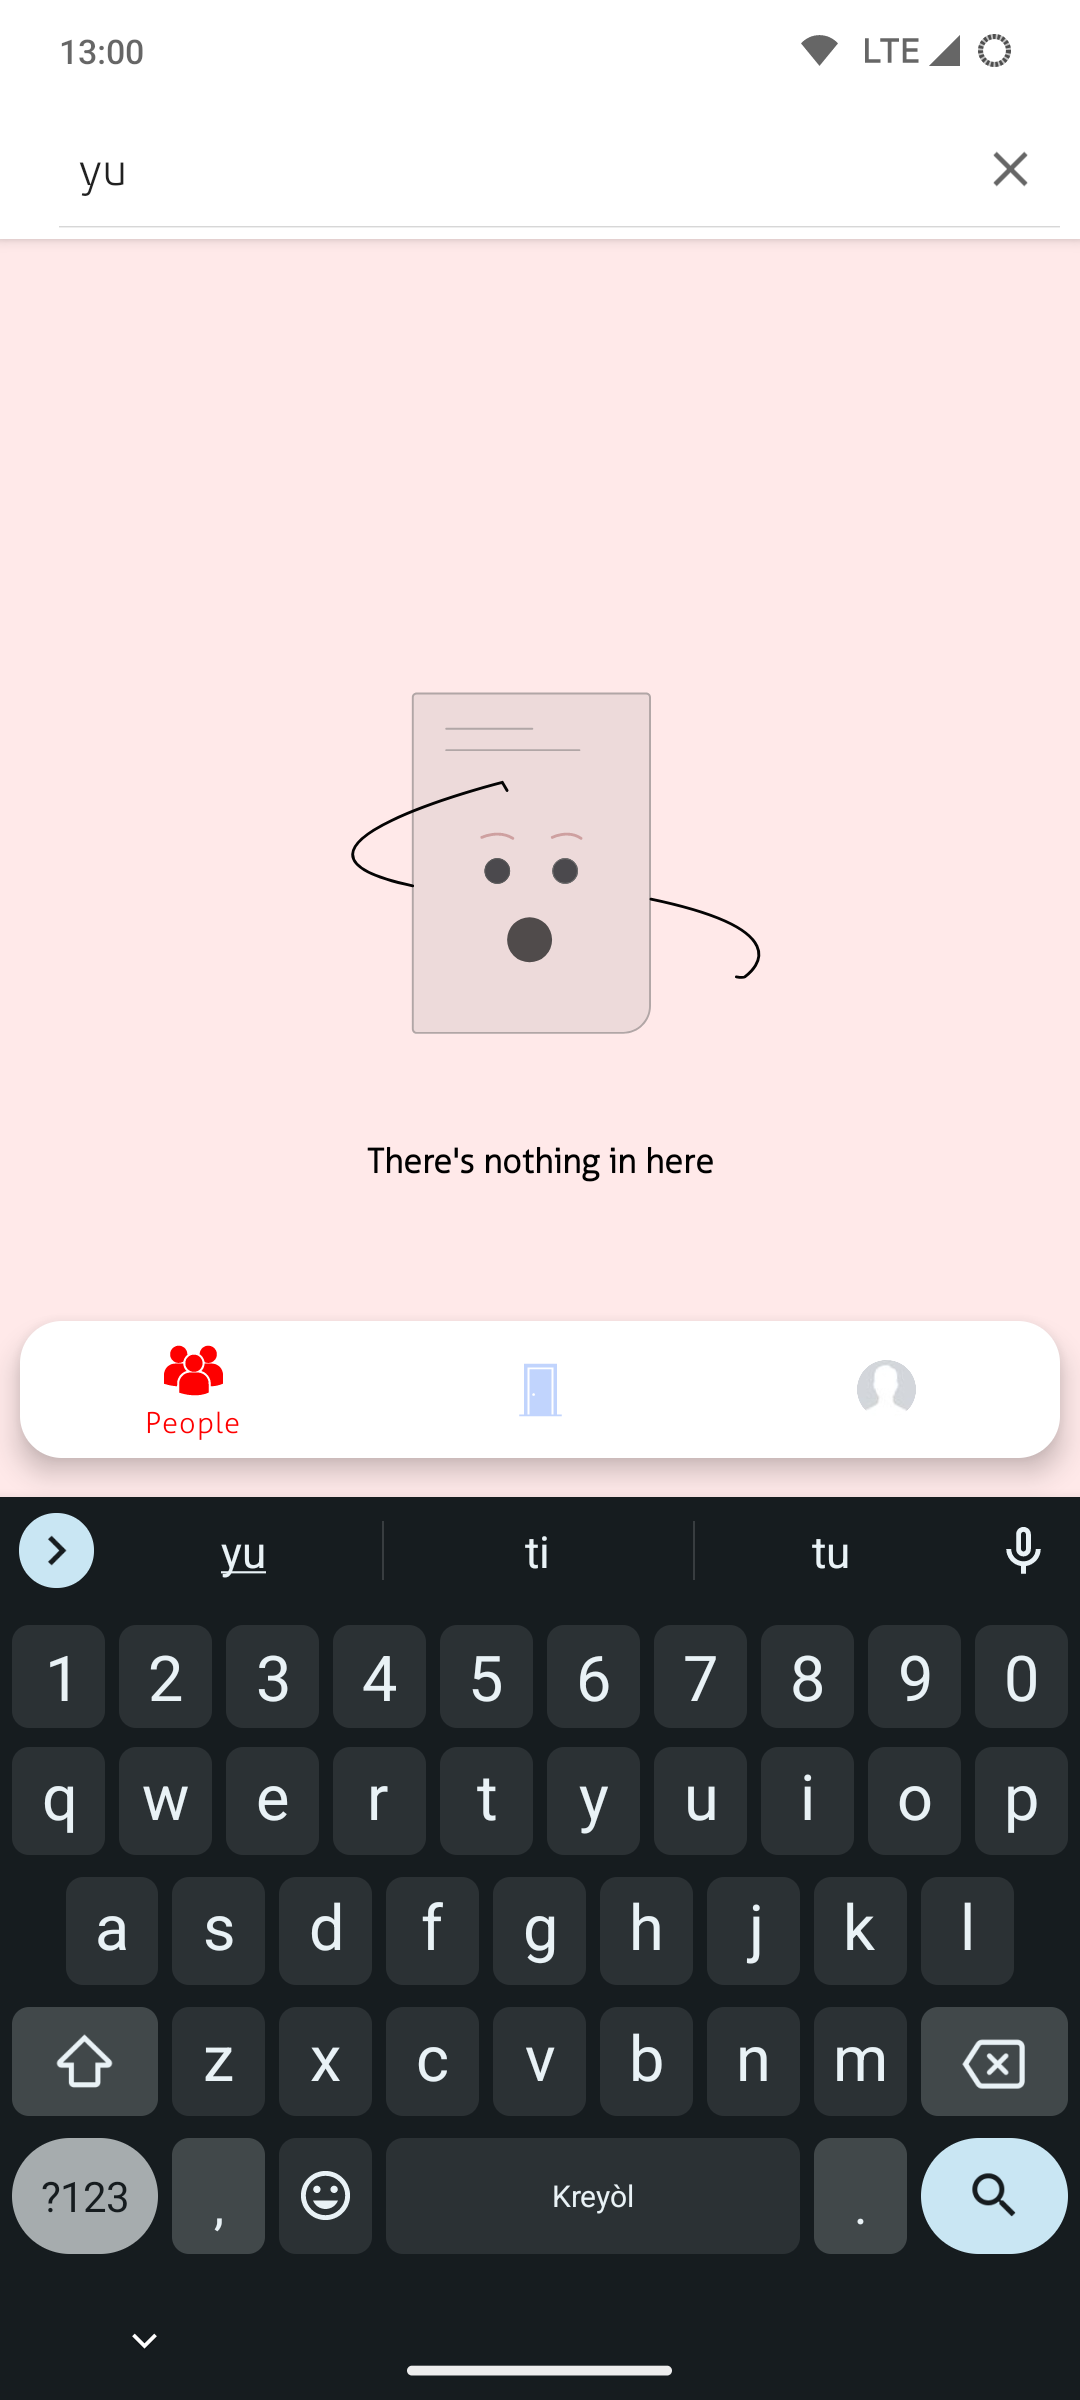 13:00
LTE
yu
There's nothing in here
People
yu ti tu
1 2 3 4 5 6 7 8 9 0
q w e r t y u i o p
a s d f g h j k l
z x c v b n m
?123 , Kreyòl .